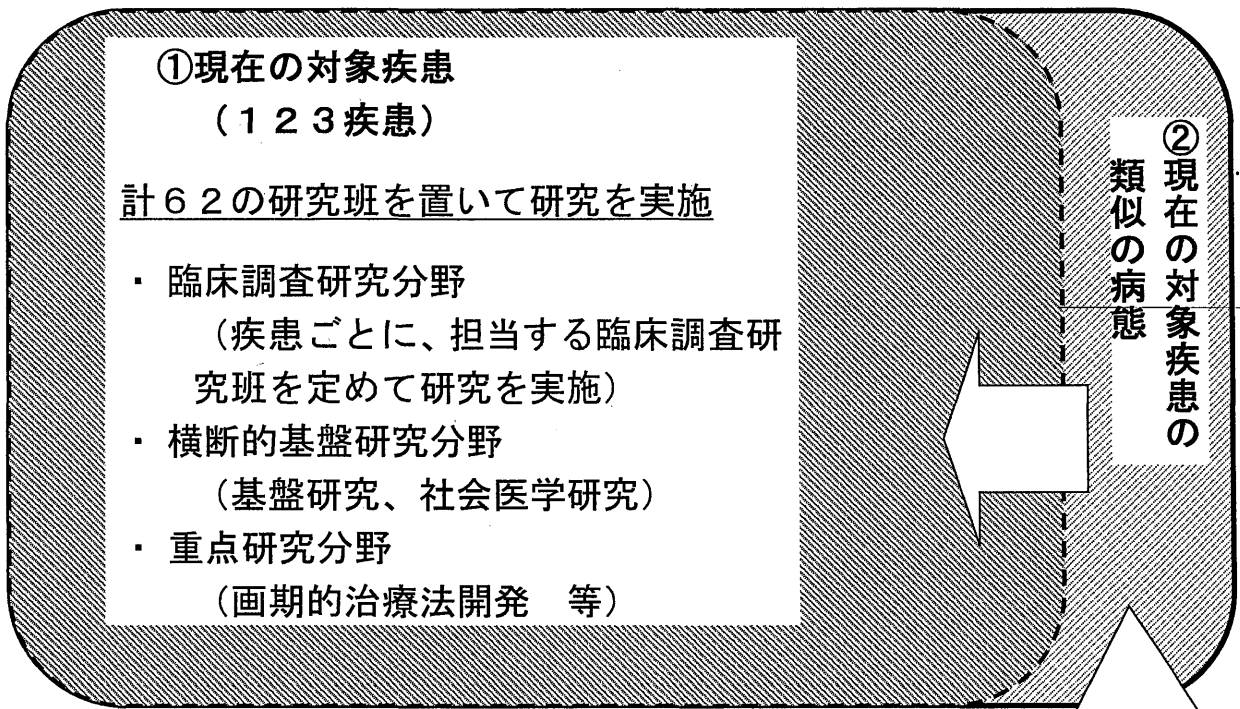 ①現在の対象疾患
（１２３疾患）
計６２の研究班を置いて研究を実施
・ 臨床調査研究分野
（疾患ごとに、担当する臨床調査研
究班を定めて研究を実施）
・ 横断的基盤研究分野
（基盤研究、社会医学研究）
・ 重点研究分野
（画期的治療法開発　等）
②現在の対象疾患の
類似の病態